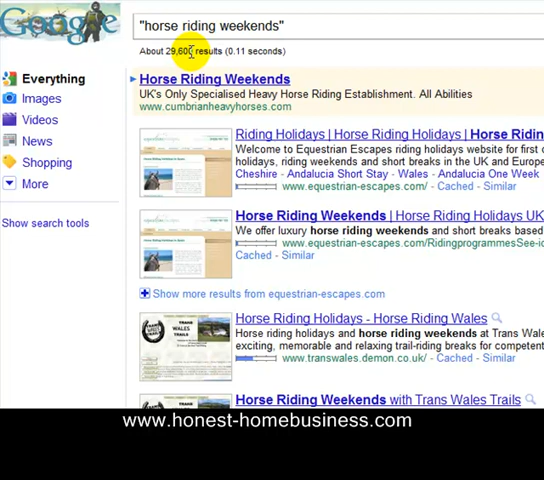 Google
"horse riding weekends"
About 29,600 results (0.11 seconds)
Everything
Images
Videos
News
Shopping
More
Show search tools
Horse Riding Weekends
UK's Only Specialised Heavy Horse Riding Establishment. All Abilities
www.cumbrianheavyhorses.com
Riding Holidays | Horse Riding Holidays | Horse Ridin
Welcome to Equestrian Escapes riding holidays website for first c
holidays, riding weekends and short breaks in the UK and Europe
Cheshire - Andalucia Short Stay - Wales - Andalucia One Week
www.equestrian-escapes.com/ - Cached - Similar
Horse Riding Weekends | Horse Riding Holidays UK
We offer luxury horse riding weekends and short breaks based
www.equestrian-escapes.com/RidingprogrammesSee-ic
Cached - Similar
Show more results from equestrian-escapes.com
Horse Riding Holidays - Horse Riding Wales
Horse riding holidays and horse riding weekends at Trans Wales
exciting, memorable and relaxing trail-riding breaks for competent
www.transwales.demon.co.uk/ - Cached - Similar
Horse Riding Weekends with Trans Wales Trails
www.honest-homebusiness.com